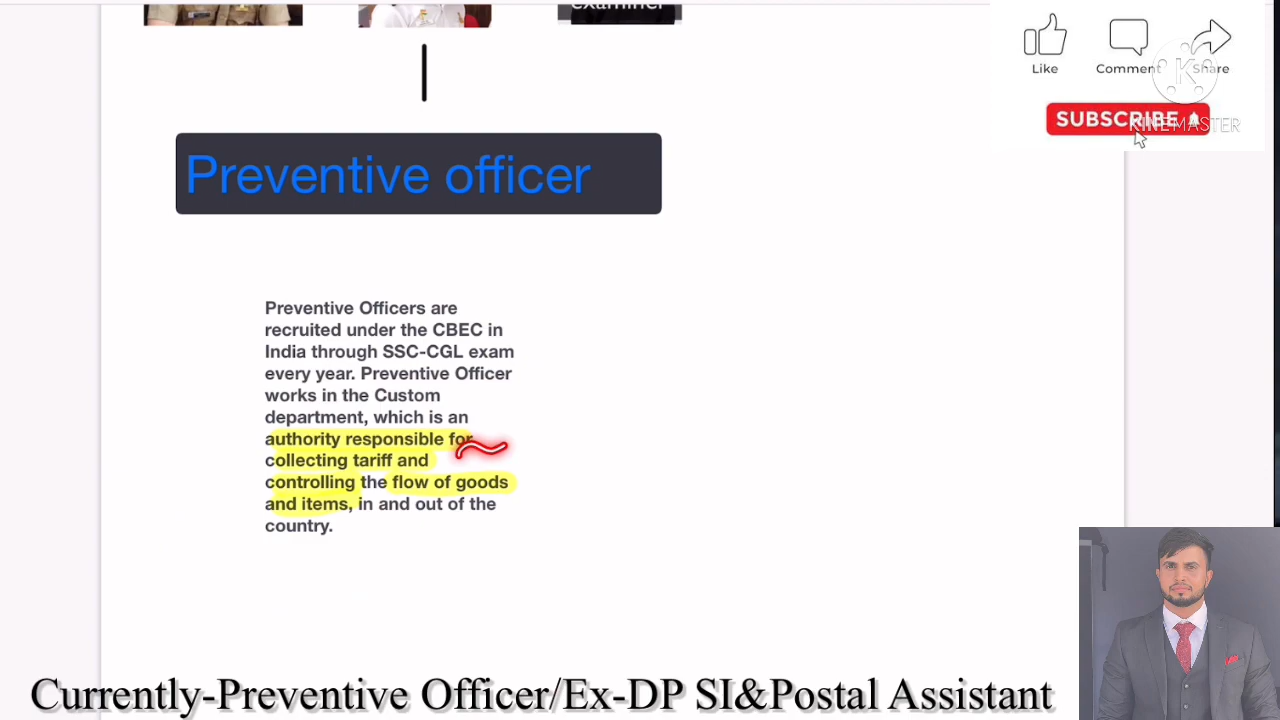 examiner
Like
Comment
Share
SUBSCRIBE
KINEMASTER
Preventive officer
Preventive Officers are
recruited under the CBEC in
India through SSC-CGL exam
every year. Preventive Officer
works in the Custom
department, which is an
authority responsible for
collecting tariff and
controlling the flow of goods
and items, in and out of the
country.
Currently-Preventive Officer/Ex-DP SI&Postal Assistant